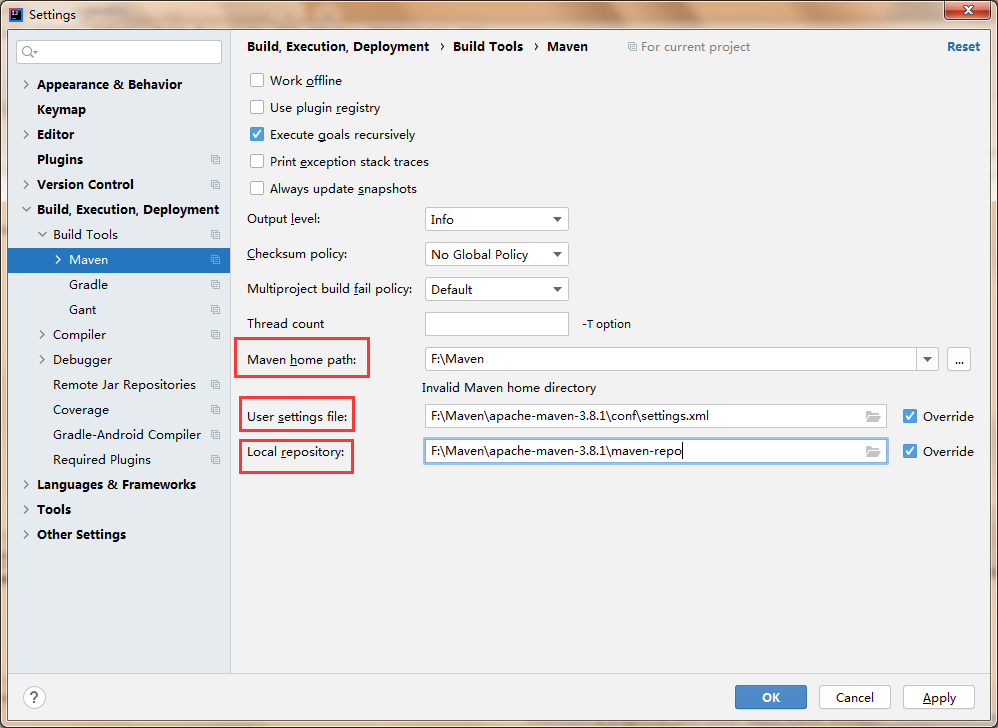 Settings
Appearance & Behavior
Keymap
Editor
Plugins
Version Control
Build, Execution, Deployment
Build Tools
Maven
Gradle
Gant
Compiler
Debugger
Remote Jar Repositories
Coverage
Gradle-Android Compiler
Required Plugins
Languages & Frameworks
Tools
Other Settings
Build, Execution, Deployment › Build Tools › Maven For current project Reset
Work offline
Use plugin registry
Execute goals recursively
Print exception stack traces
Always update snapshots
Output level: Info
Checksum policy: No Global Policy
Multiproject build fail policy: Default
Thread count -T option
Maven home path: F:\Maven ...
Invalid Maven home directory
User settings file: F:\Maven\apache-maven-3.8.1\conf\settings.xml Override
Local repository: F:\Maven\apache-maven-3.8.1\maven-repo Override
? OK Cancel Apply